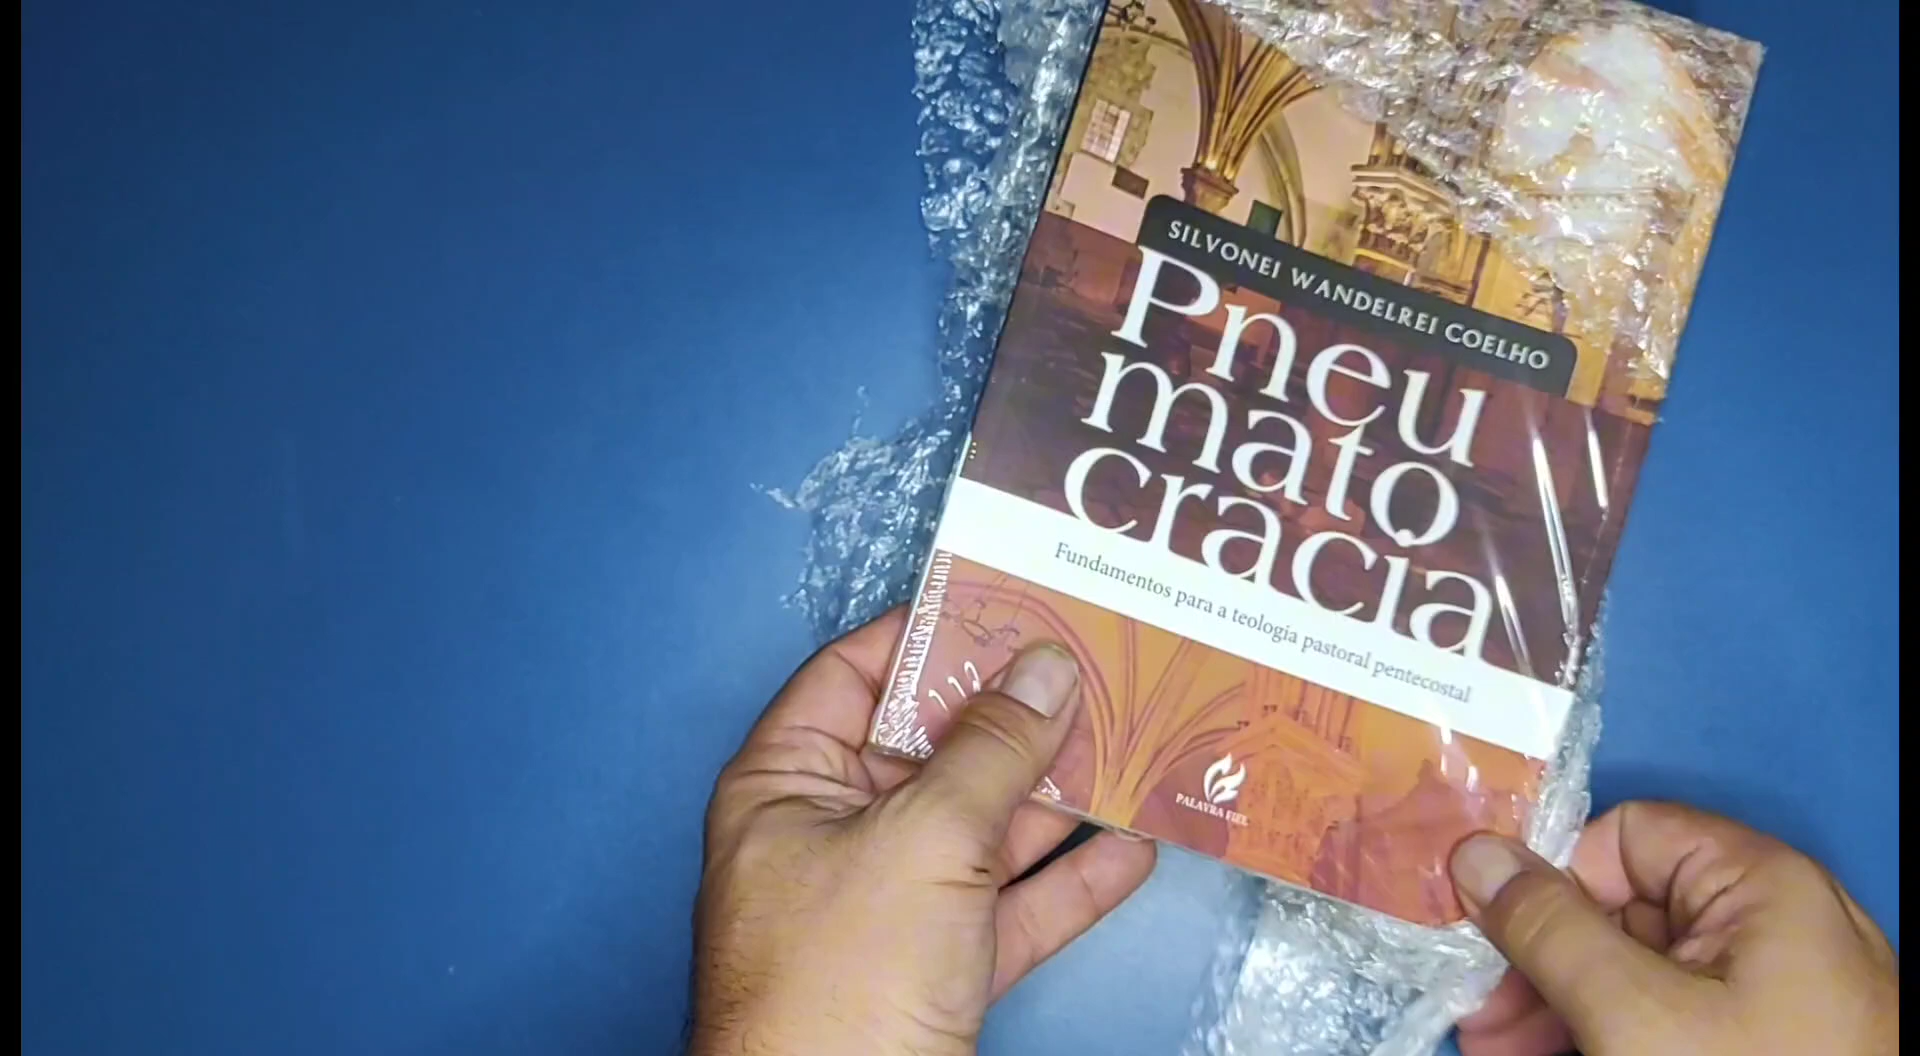 SILVONEI WANDELREI COELHO
Pneu
mato
cracia
Fundamentos para a teologia pastoral pentecostal
PALAVRA FIEL